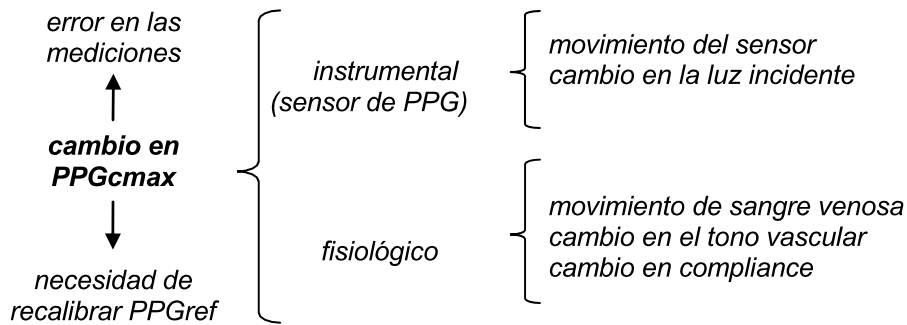 error en las
mediciones
cambio en
PPGcmax
necesidad de
recalibrar PPGref
instrumental
(sensor de PPG)
fisiológico
movimiento del sensor
cambio en la luz incidente
movimiento de sangre venosa
cambio en el tono vascular
cambio en compliance